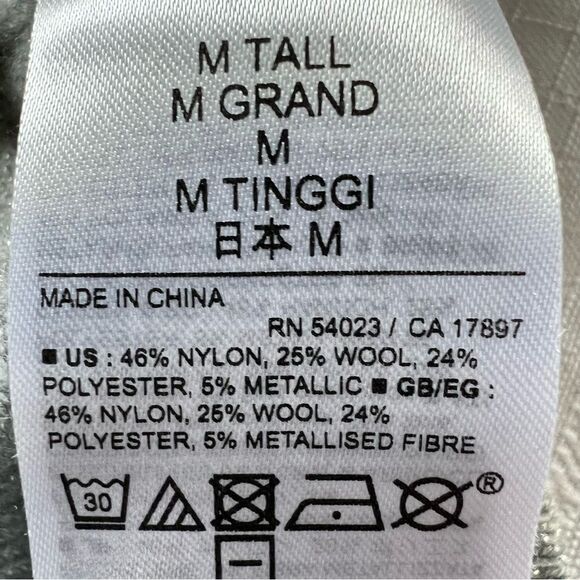 M TALL
M GRAND
M
M TINGGI
日本 M
MADE IN CHINA
RN 54023 / CA 17897
■ US : 46% NYLON, 25% WOOL, 24%
POLYESTER, 5% METALLIC ■ GB/EG :
46% NYLON, 25% WOOL, 24%
POLYESTER, 5% METALLISED FIBRE
30
®